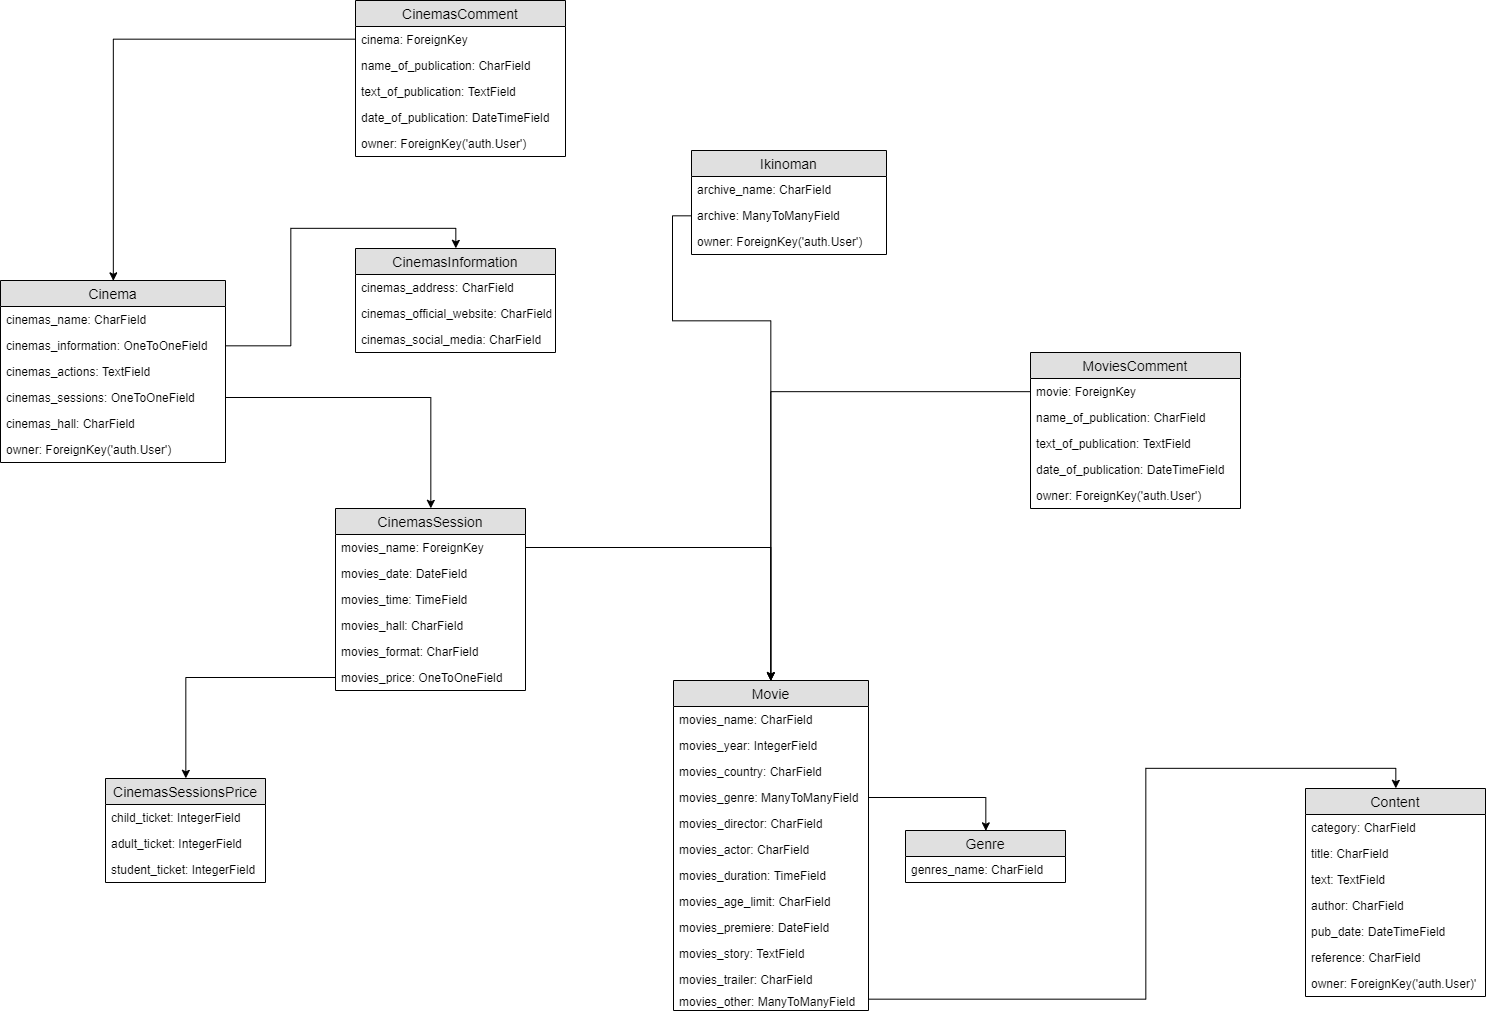 CinemasComment
cinema: ForeignKey
name_of_publication: CharField
text_of_publication: TextField
date_of_publication: DateTimeField
owner: ForeignKey('auth.User')
Ikinoman
archive_name: CharField
archive: ManyToManyField
owner: ForeignKey('auth.User')
CinemasInformation
cinemas_address: CharField
cinemas_official_website: CharField
cinemas_social_media: CharField
Cinema
cinemas_name: CharField
cinemas_information: OneToOneField
cinemas_actions: TextField
cinemas_sessions: OneToOneField
cinemas_hall: CharField
owner: ForeignKey('auth.User')
MoviesComment
movie: ForeignKey
name_of_publication: CharField
text_of_publication: TextField
date_of_publication: DateTimeField
owner: ForeignKey('auth.User')
CinemasSession
movies_name: ForeignKey
movies_date: DateField
movies_time: TimeField
movies_hall: CharField
movies_format: CharField
movies_price: OneToOneField
Movie
movies_name: CharField
movies_year: IntegerField
movies_country: CharField
movies_genre: ManyToManyField
movies_director: CharField
movies_actor: CharField
movies_duration: TimeField
movies_age_limit: CharField
movies_premiere: DateField
movies_story: TextField
movies_trailer: CharField
movies_other: ManyToManyField
CinemasSessionsPrice
child_ticket: IntegerField
adult_ticket: IntegerField
student_ticket: IntegerField
Genre
genres_name: CharField
Content
category: CharField
title: CharField
text: TextField
author: CharField
pub_date: DateTimeField
reference: CharField
owner: ForeignKey('auth.User)'